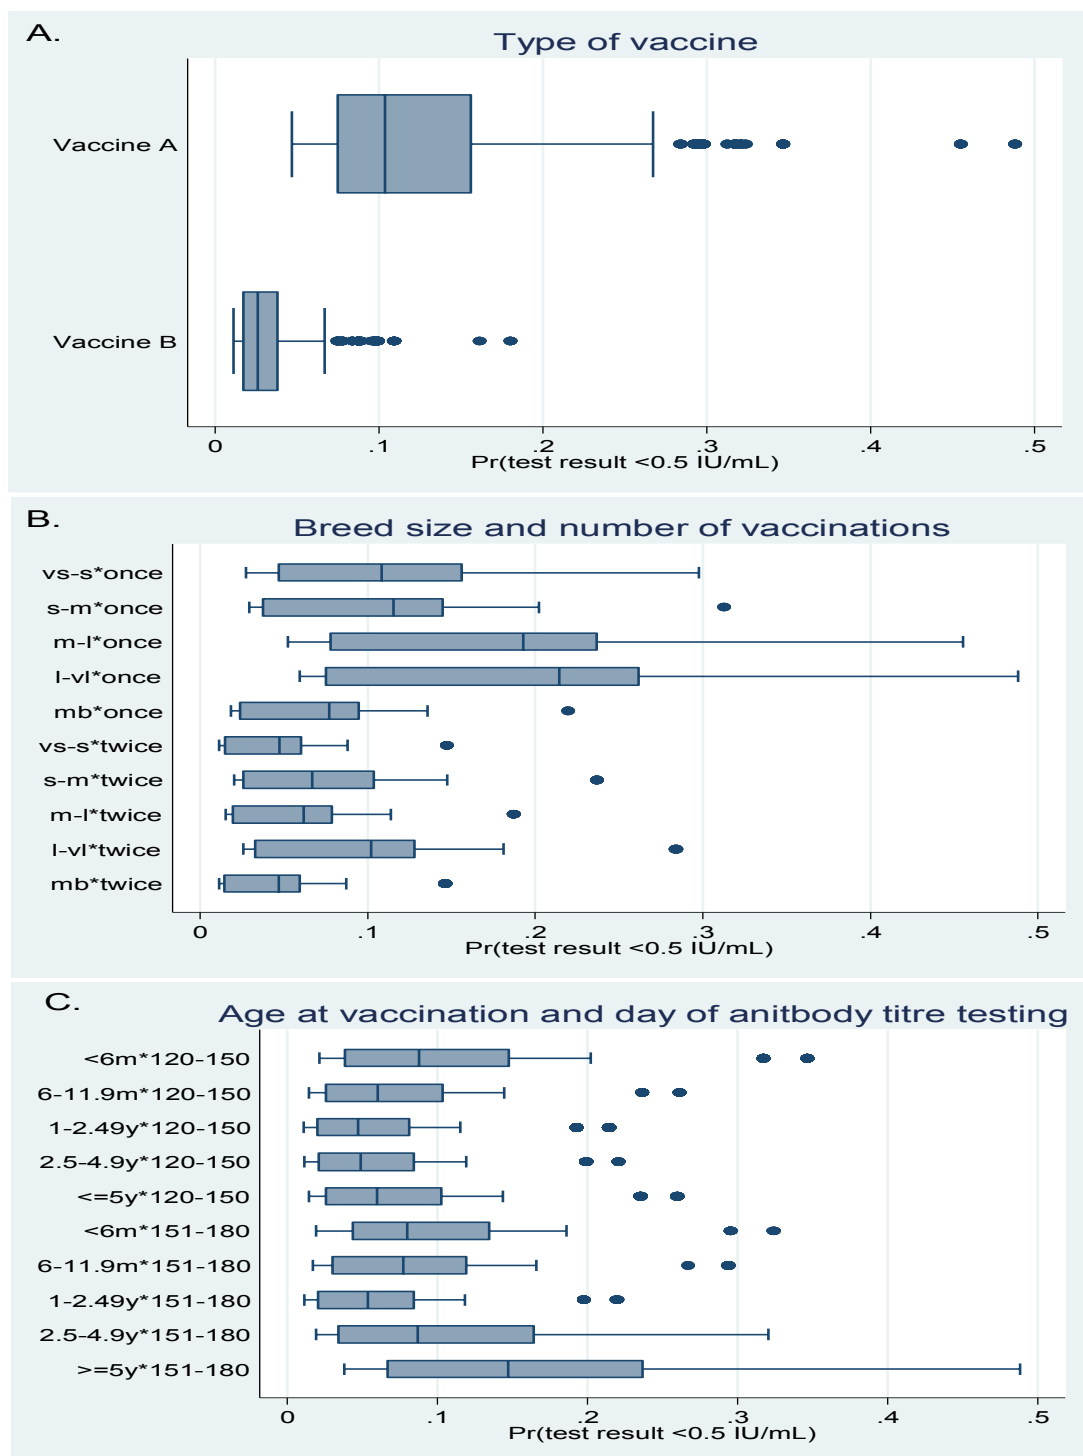 A.
Type of vaccine
Vaccine A
Vaccine B
0 .1 .2 .3 .4 .5
Pr(test result <0.5 IU/mL)
B.
Breed size and number of vaccinations
vs-s*once
s-m*once
m-l*once
l-vl*once
mb*once
vs-s*twice
s-m*twice
m-l*twice
l-vl*twice
mb*twice
0 .1 .2 .3 .4 .5
Pr(test result <0.5 IU/mL)
C.
Age at vaccination and day of anitbody titre testing
<6m*120-150
6-11.9m*120-150
1-2.49y*120-150
2.5-4.9y*120-150
<=5y*120-150
<6m*151-180
6-11.9m*151-180
1-2.49y*151-180
2.5-4.9y*151-180
>=5y*151-180
0 .1 .2 .3 .4 .5
Pr(test result <0.5 IU/mL)